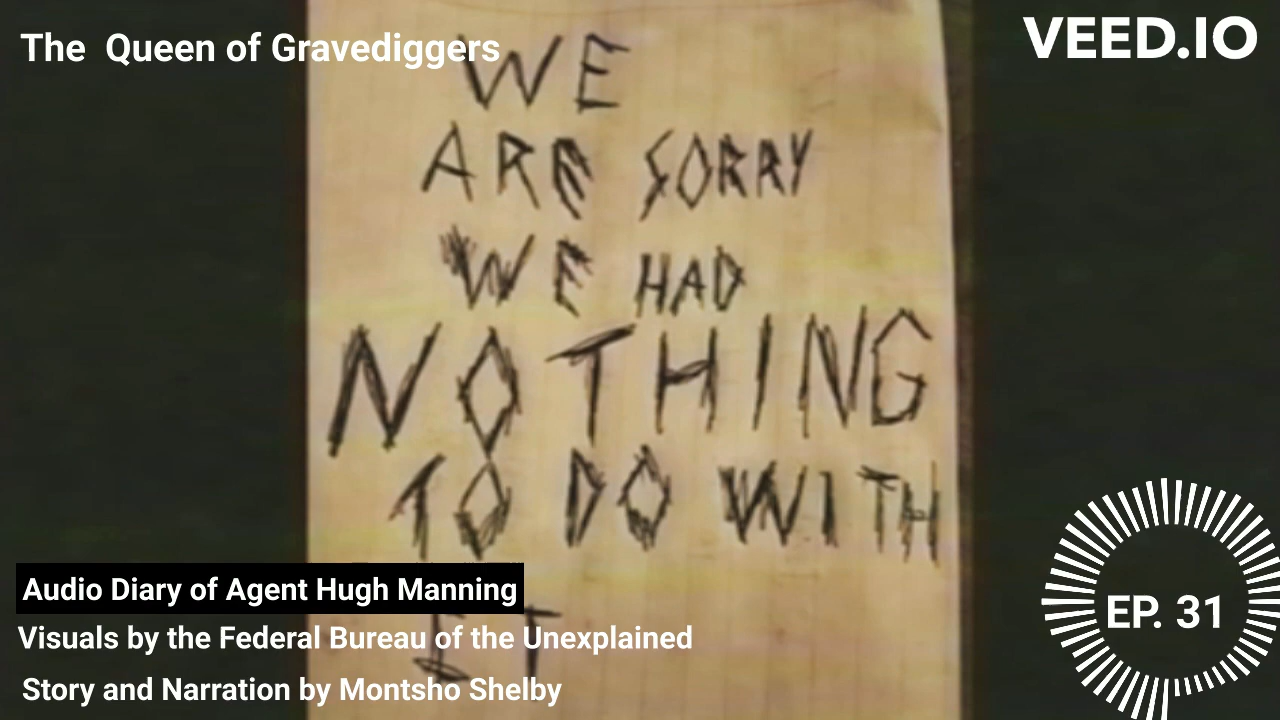 The Queen of Gravediggers
VEED.IO
WE
ARE SORRY
WE HAD
NOTHING
TO DO WITH
IT
Audio Diary of Agent Hugh Manning
Visuals by the Federal Bureau of the Unexplained
Story and Narration by Montsho Shelby
EP. 31